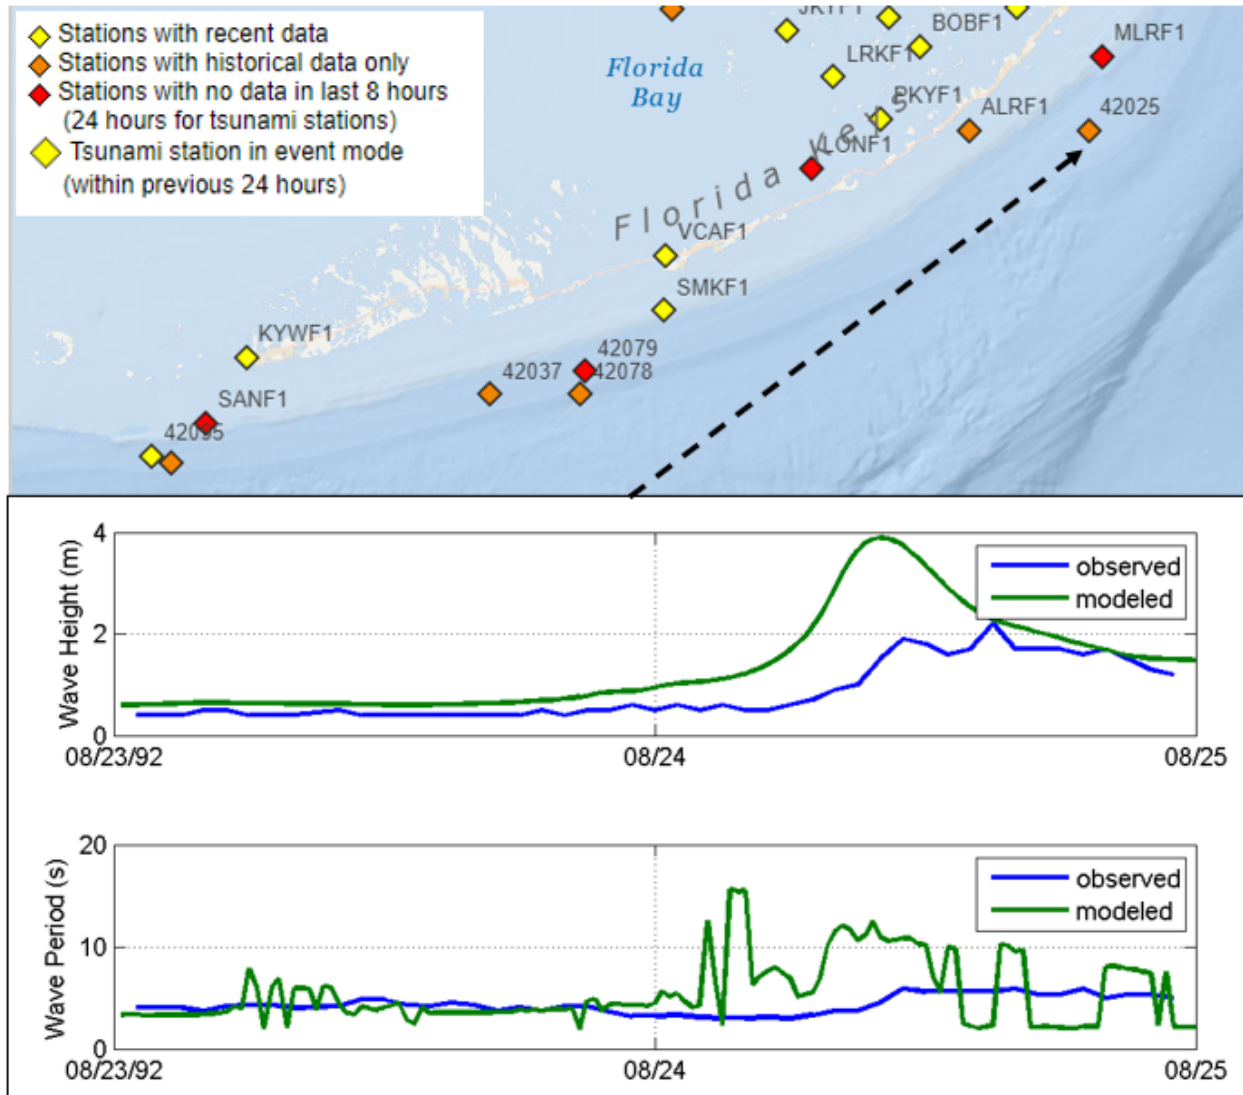 Stations with recent data
Stations with historical data only
Stations with no data in last 8 hours
(24 hours for tsunami stations)
Tsunami station in event mode
(within previous 24 hours)
JKYF1
BOBF1
MLRF1
Florida
Bay
LRKF1
PKYF1
ALRF1
42025
LONF1
Florida Keys
VCAF1
SMKF1
KYWF1
42079
42037
42078
SANF1
42095
Wave Height (m)
4
2
0
observed
modeled
08/23/92
08/24
08/25
Wave Period (s)
20
10
0
observed
modeled
08/23/92
08/24
08/25